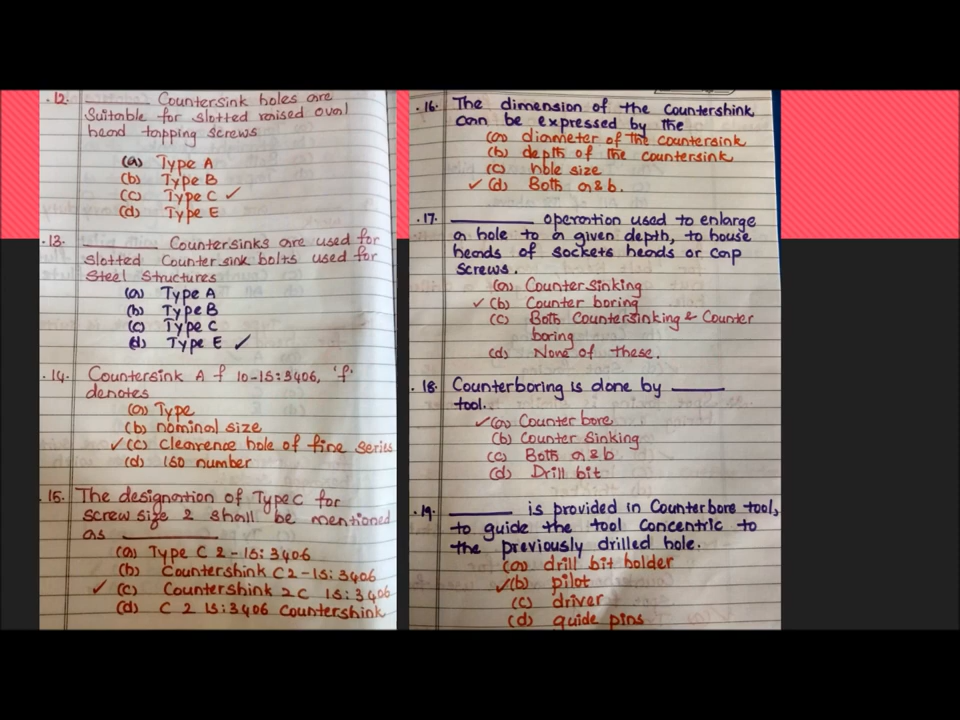 .12. ________ Countersink holes are
Suitable for slotted raised oval
head tapping screws
(a) Type A
(b) Type B
(c) Type C ✓
(d) Type E
.13. ________ Countersinks are used for
slotted Counter sink bolts used for
Steel Structures
(a) Type A
(b) Type B
(c) Type C
(d) Type E ✓
.14. Countersink A f 10-IS:3406, 'f'
denotes
(a) Type
(b) nominal size
✓(c) Clearence hole of fine series
(d) ISO number
15. The designation of Type C for
Screw size 2 shall be mentioned
as ________
(a) Type C 2-IS:3406
(b) Countershink C2-IS:3406
✓ (c) Countershink 2C IS:3406
(d) C 2 IS:3406 Countershink
.16. The dimension of the Countershink
can be expressed by the
(a) diameter of the countersink
(b) depth of the countersink
(c) hole size
✓ (d) Both a & b.
.17. ________ operation used to enlarge
a hole to a given depth, to house
heads of sockets heads or cap
screws.
(a) Countersinking
✓ (b) Counter boring
(c) Both Countersinking & Counter
boring
(d) None of these.
.18. Counterboring is done by ________
tool.
✓(a) Counter bore
(b) Counter Sinking
(c) Both a & b
(d) Drill bit
.19. ________ is provided in Counterbore tool,
to guide the tool Concentric to
the previously drilled hole.
(a) drill bit holder
✓(b) pilot
(c) driver
(d) guide pins